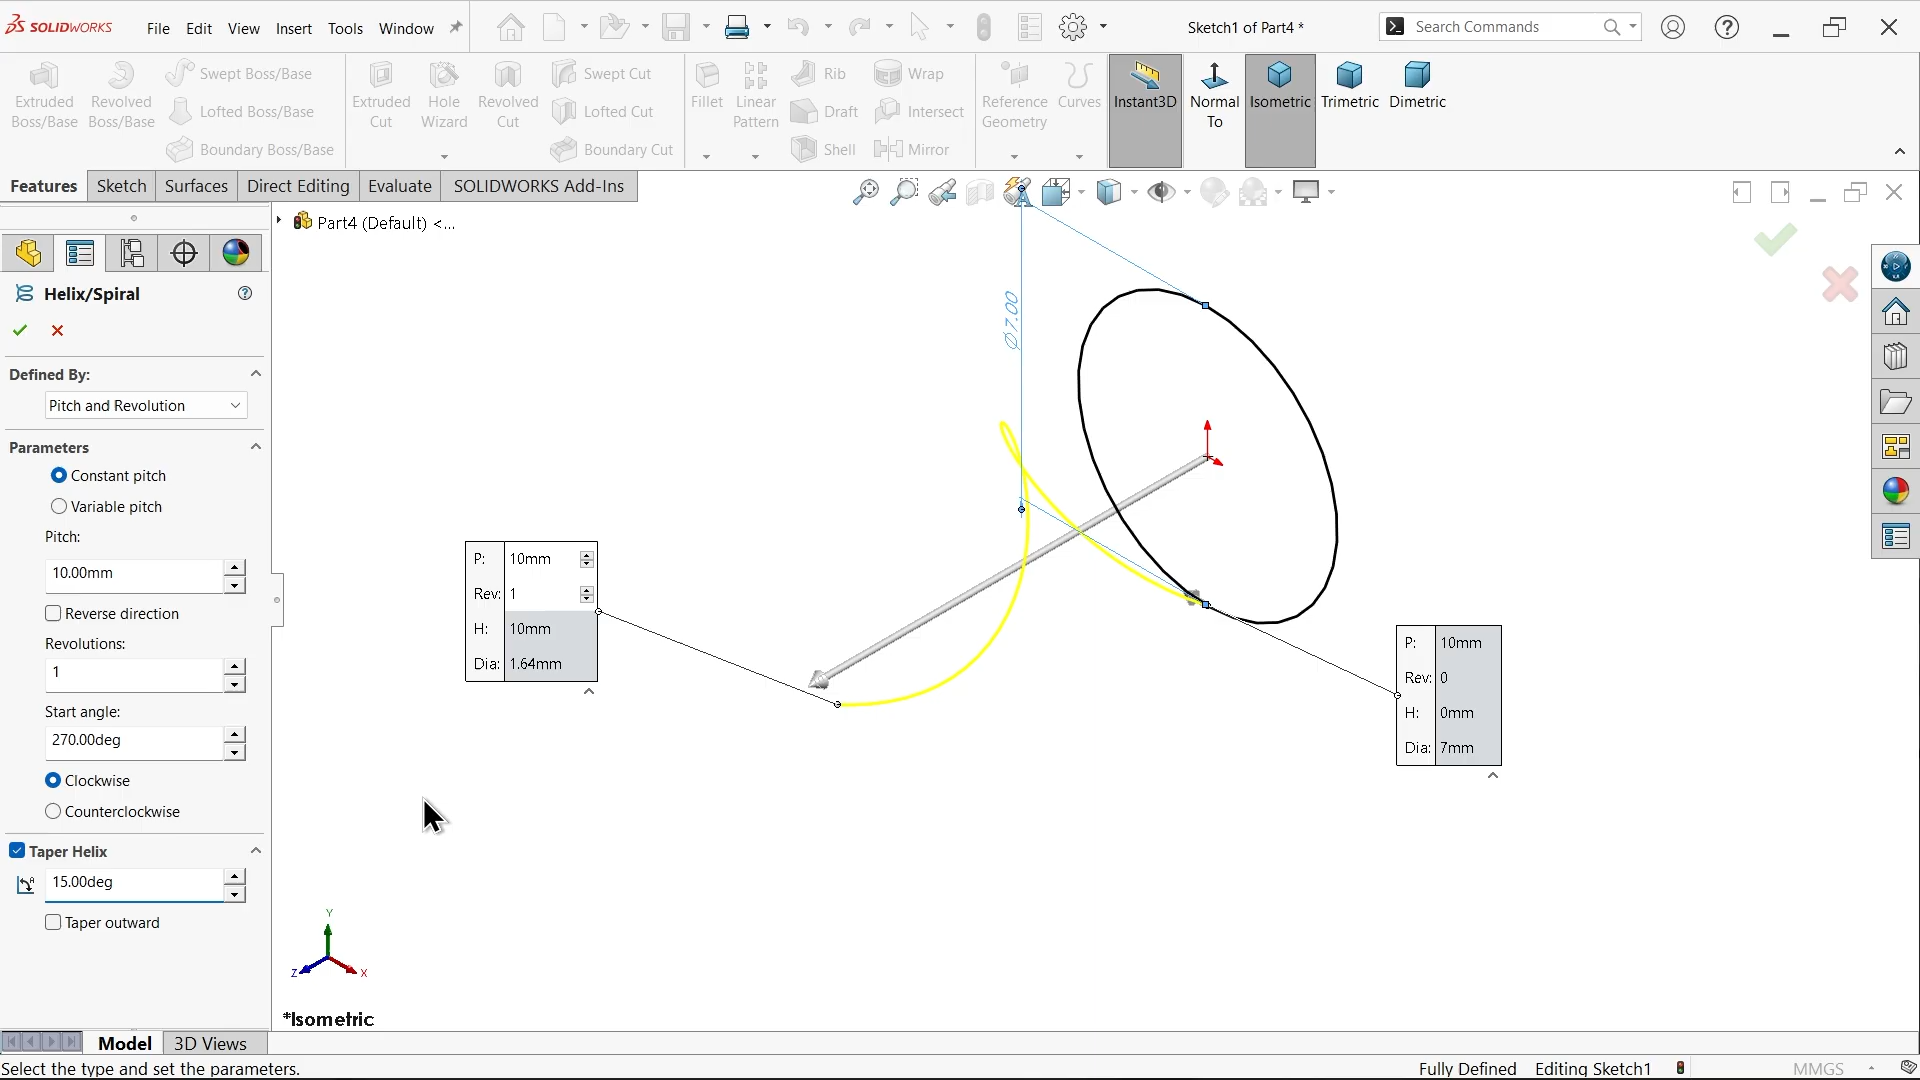 SOLIDWORKS File Edit View Insert Tools Window Sketch1 of Part4 * Search Commands
Extruded Boss/Base
Revolved Boss/Base
Swept Boss/Base
Lofted Boss/Base
Boundary Boss/Base
Extruded Cut
Hole Wizard
Revolved Cut
Swept Cut
Lofted Cut
Boundary Cut
Fillet
Linear Pattern
Rib
Draft
Shell
Wrap
Intersect
Mirror
Reference Geometry
Curves
Instant3D
Normal To
Isometric
Trimetric
Dimetric
Features Sketch Surfaces Direct Editing Evaluate SOLIDWORKS Add-Ins
Part4 (Default) <...
Helix/Spiral
Defined By:
Pitch and Revolution
Parameters
Constant pitch
Variable pitch
Pitch:
10.00mm
Reverse direction
Revolutions:
1
Start angle:
270.00deg
Clockwise
Counterclockwise
Taper Helix
15.00deg
Taper outward
Ø7.00
P: 10mm
Rev: 1
H: 10mm
Dia: 1.64mm
P: 10mm
Rev: 0
H: 0mm
Dia: 7mm
Y
Z
X
*Isometric
Model 3D Views
Select the type and set the parameters. Fully Defined Editing Sketch1 MMGS